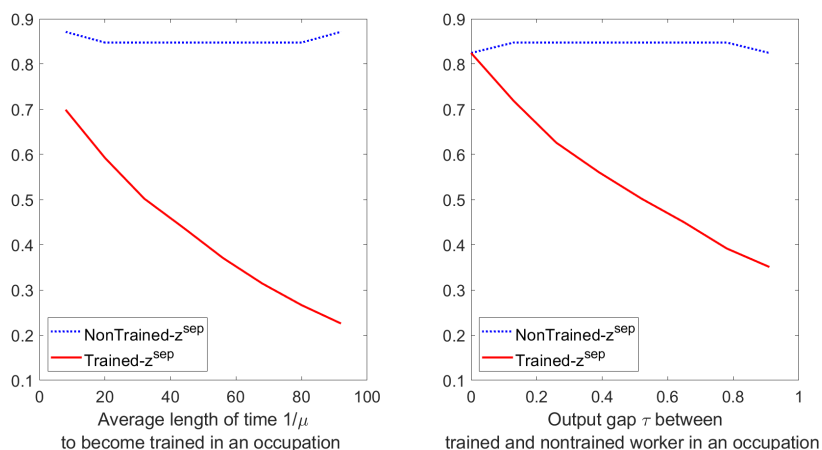 0.9
0.8
0.7
0.6
0.5
0.4
0.3
0.2
0.1
NonTrained-z^sep
Trained-z^sep
0 20 40 60 80 100
Average length of time 1/μ
to become trained in an occupation
0.9
0.8
0.7
0.6
0.5
0.4
0.3
0.2
0.1
NonTrained-z^sep
Trained-z^sep
0 0.2 0.4 0.6 0.8 1
Output gap τ between
trained and nontrained worker in an occupation